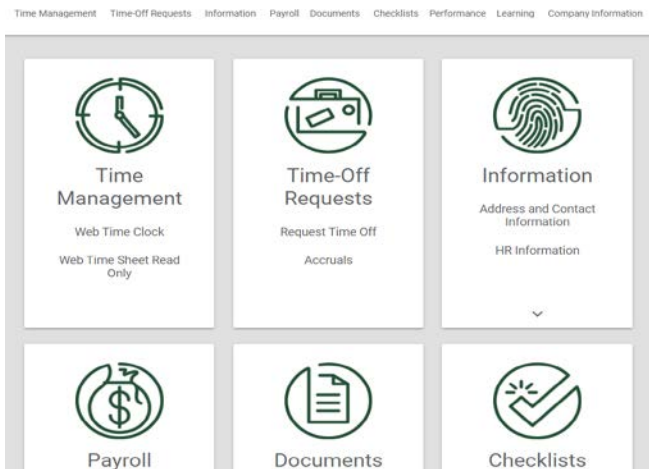 Time Management Time-Off Requests Information Payroll Documents Checklists Performance Learning Company Information
Time
Management
Web Time Clock
Web Time Sheet Read
Only
Time-Off
Requests
Request Time Off
Accruals
Information
Address and Contact
Information
HR Information
$
Payroll
Documents
Checklists